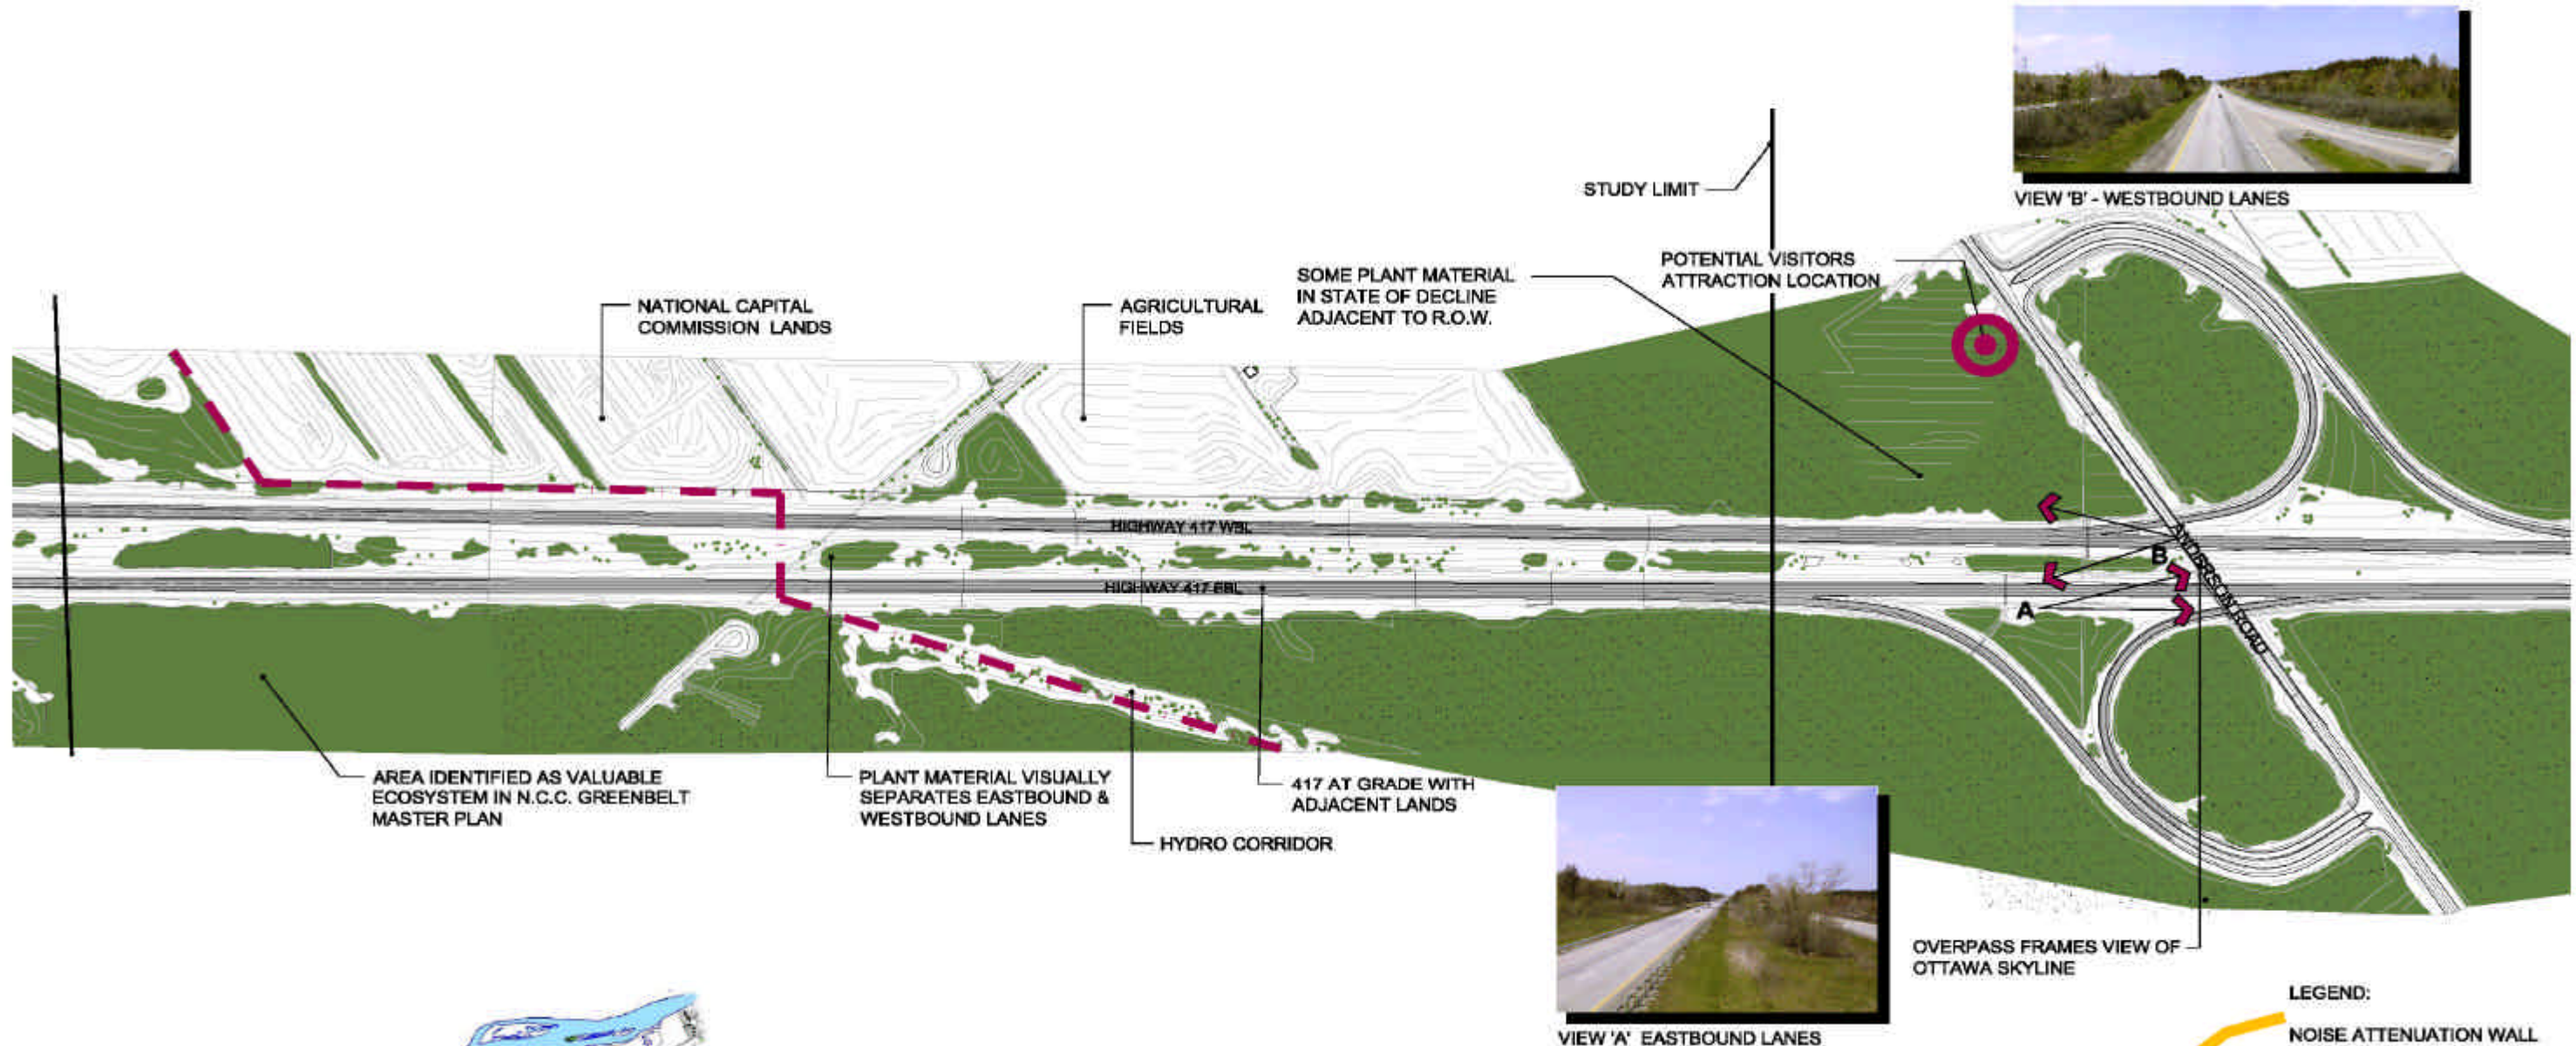 VIEW 'B' - WESTBOUND LANES
STUDY LIMIT
POTENTIAL VISITORS
ATTRACTION LOCATION
SOME PLANT MATERIAL
IN STATE OF DECLINE
ADJACENT TO R.O.W.
NATIONAL CAPITAL
COMMISSION LANDS
AGRICULTURAL
FIELDS
HIGHWAY 417 WBL
HIGHWAY 417 EBL
B
A
ANDERSON ROAD
AREA IDENTIFIED AS VALUABLE
ECOSYSTEM IN N.C.C. GREENBELT
MASTER PLAN
PLANT MATERIAL VISUALLY
SEPARATES EASTBOUND &
WESTBOUND LANES
417 AT GRADE WITH
ADJACENT LANDS
HYDRO CORRIDOR
OVERPASS FRAMES VIEW OF
OTTAWA SKYLINE
VIEW 'A' EASTBOUND LANES
LEGEND:
NOISE ATTENUATION WALL